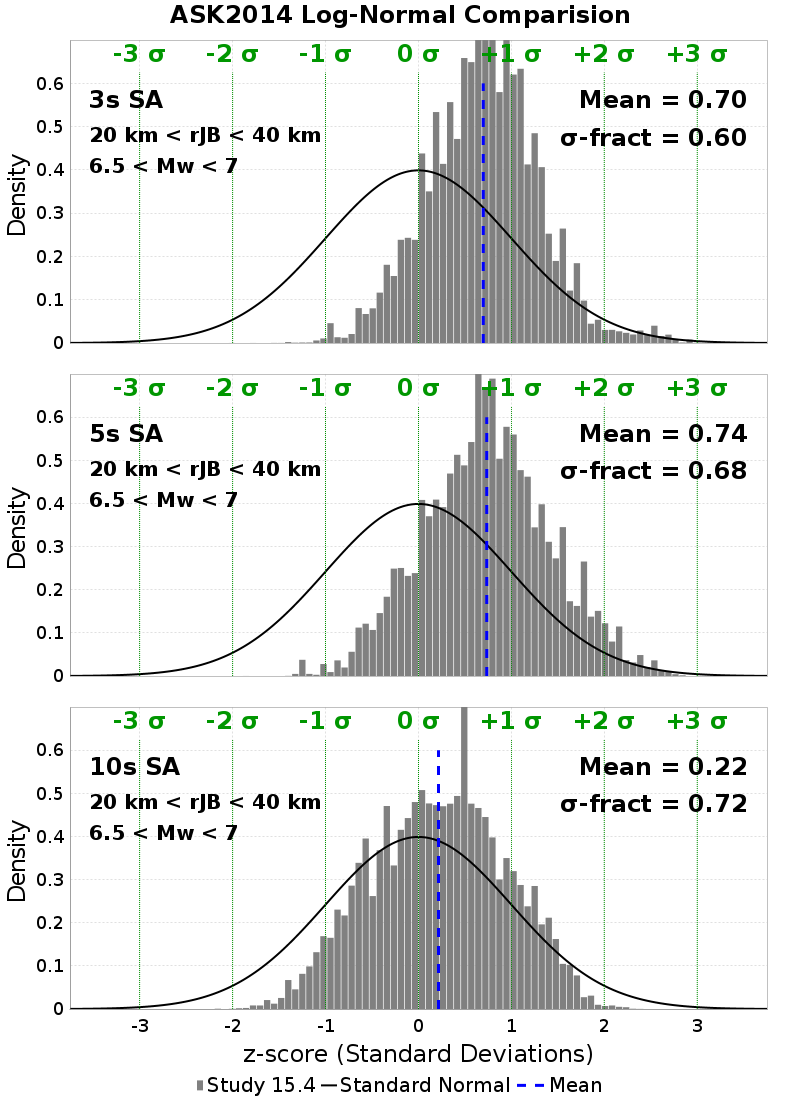 ASK2014 Log-Normal Comparision
-3 σ -2 σ -1 σ 0 σ +1 σ +2 σ +3 σ
3s SA
Mean = 0.70
20 km < rJB < 40 km
σ-fract = 0.60
6.5 < Mw < 7
Density
0.6
0.5
0.4
0.3
0.2
0.1
0
-3 σ -2 σ -1 σ 0 σ +1 σ +2 σ +3 σ
5s SA
Mean = 0.74
20 km < rJB < 40 km
σ-fract = 0.68
6.5 < Mw < 7
Density
0.6
0.5
0.4
0.3
0.2
0.1
0
-3 σ -2 σ -1 σ 0 σ +1 σ +2 σ +3 σ
10s SA
Mean = 0.22
20 km < rJB < 40 km
σ-fract = 0.72
6.5 < Mw < 7
Density
0.6
0.5
0.4
0.3
0.2
0.1
0
-3 -2 -1 0 1 2 3
z-score (Standard Deviations)
Study 15.4 Standard Normal Mean